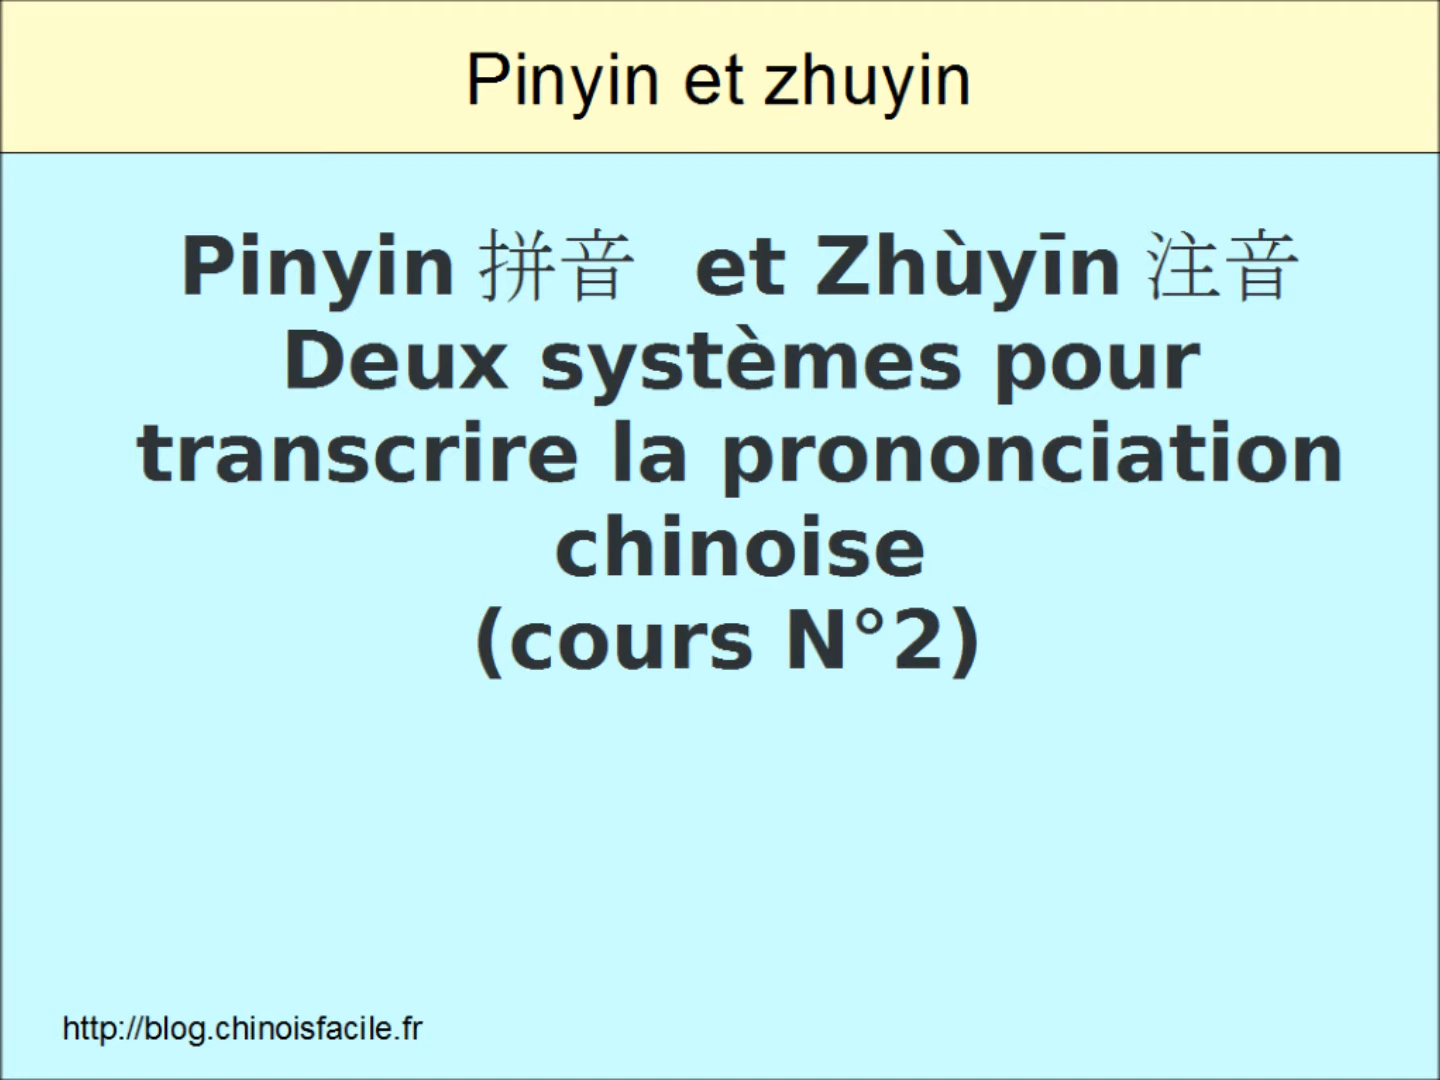 Pinyin et zhuyin
Pinyin 拼音 et Zhùyīn 注音
Deux systèmes pour
transcrire la prononciation
chinoise
(cours N°2)
http://blog.chinoisfacile.fr